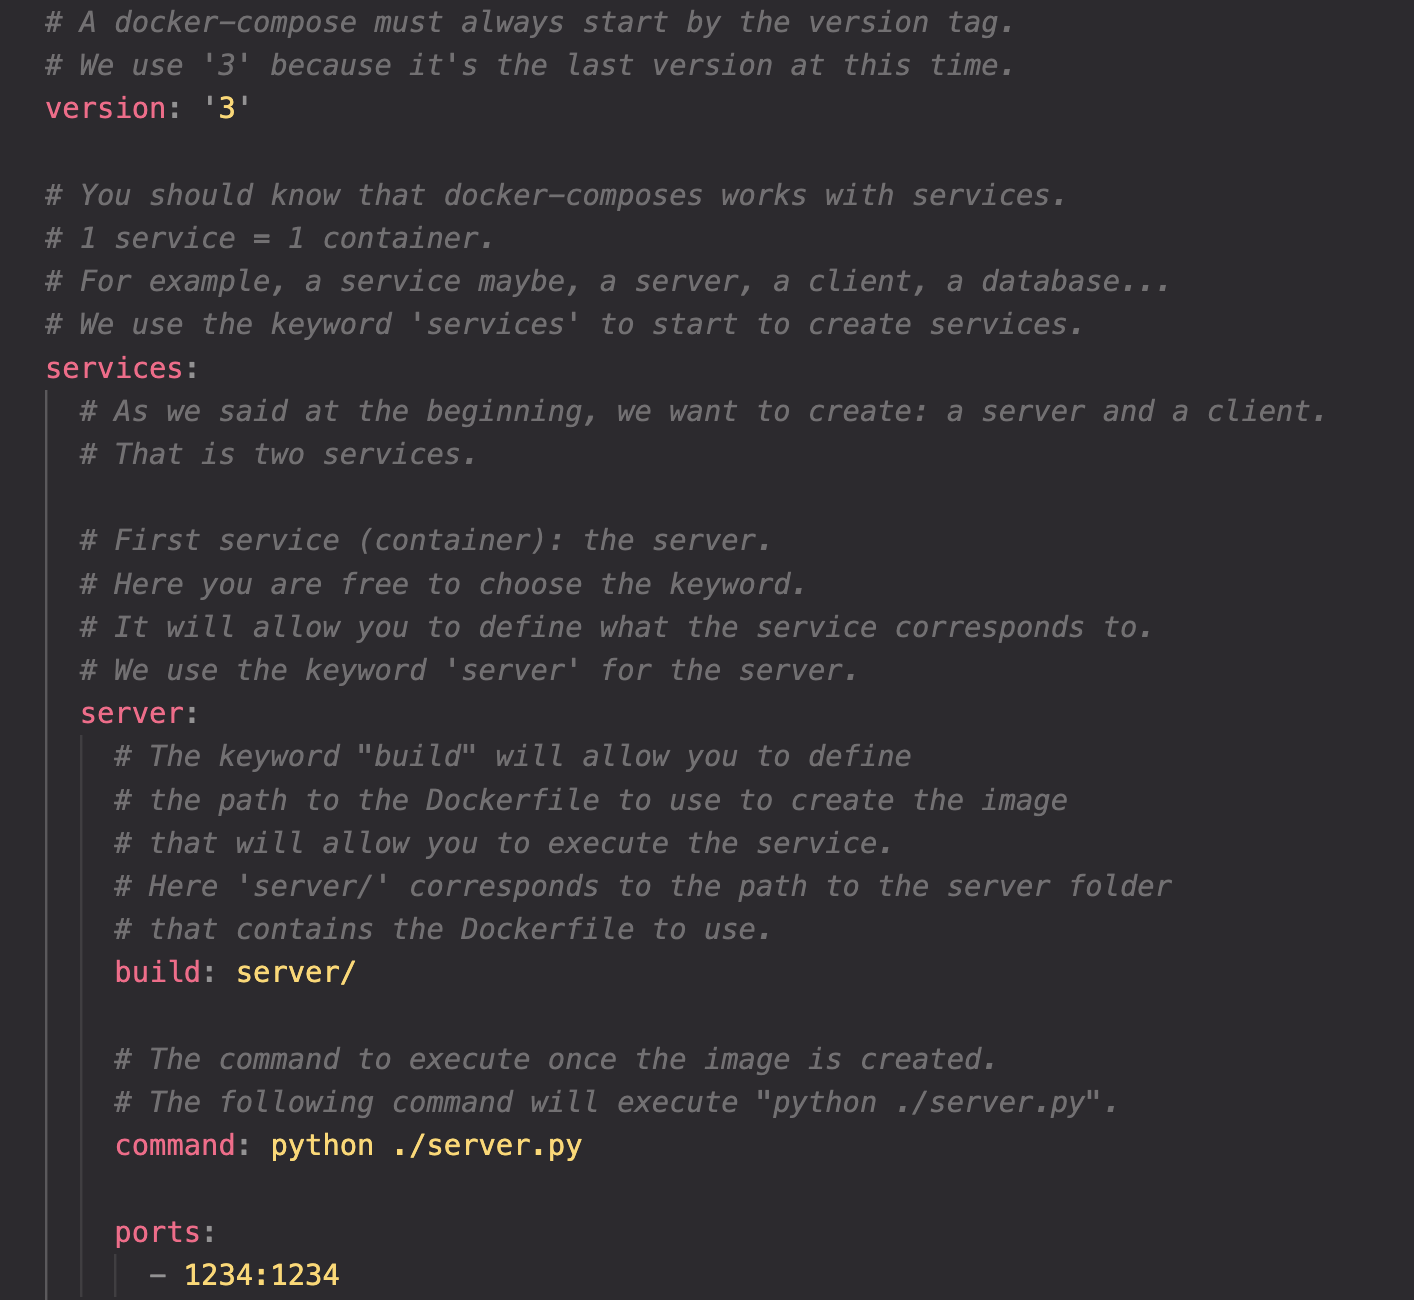 # A docker-compose must always start by the version tag.
# We use '3' because it's the last version at this time.
version: '3'
# You should know that docker-composes works with services.
# 1 service = 1 container.
# For example, a service maybe, a server, a client, a database...
# We use the keyword 'services' to start to create services.
services:
# As we said at the beginning, we want to create: a server and a client.
# That is two services.
# First service (container): the server.
# Here you are free to choose the keyword.
# It will allow you to define what the service corresponds to.
# We use the keyword 'server' for the server.
server:
# The keyword "build" will allow you to define
# the path to the Dockerfile to use to create the image
# that will allow you to execute the service.
# Here 'server/' corresponds to the path to the server folder
# that contains the Dockerfile to use.
build: server/
# The command to execute once the image is created.
# The following command will execute "python ./server.py".
command: python ./server.py
ports:
- 1234:1234